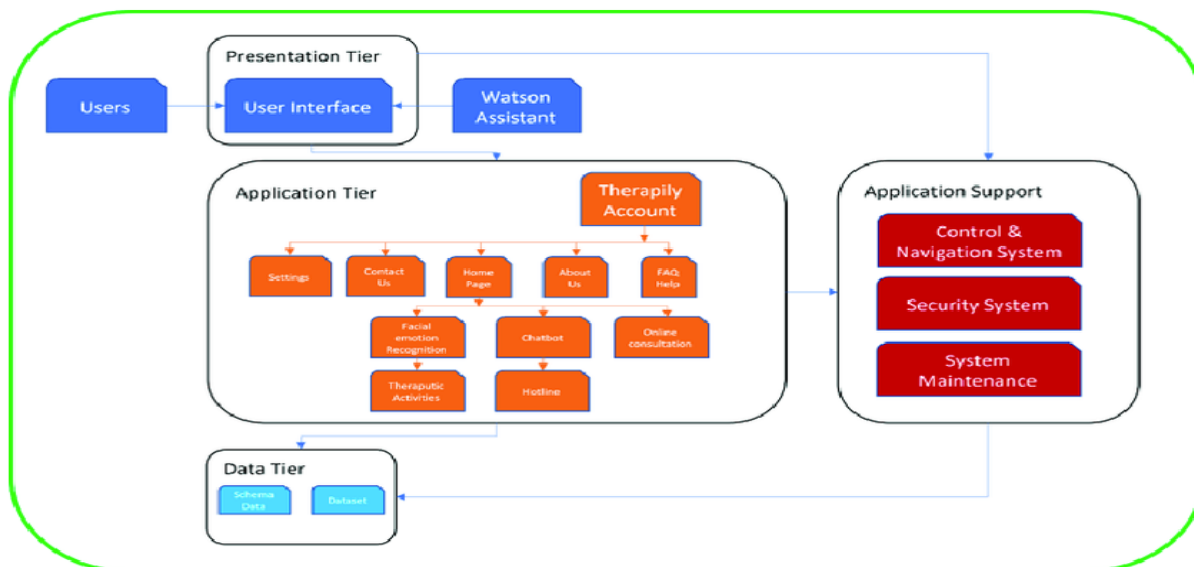 Presentation Tier
Users
User Interface
Watson
Assistant
Application Tier
Therapily
Account
Application Support
Control &
Navigation System
Settings
Contact
Us
Home
Page
About
Us
FAQ;
Help
Security System
Facial
emotion
Recognition
Chatbot
Online
consultation
System
Maintenance
Theraputic
Activities
Hotline
Data Tier
Schema
Data
Dataset